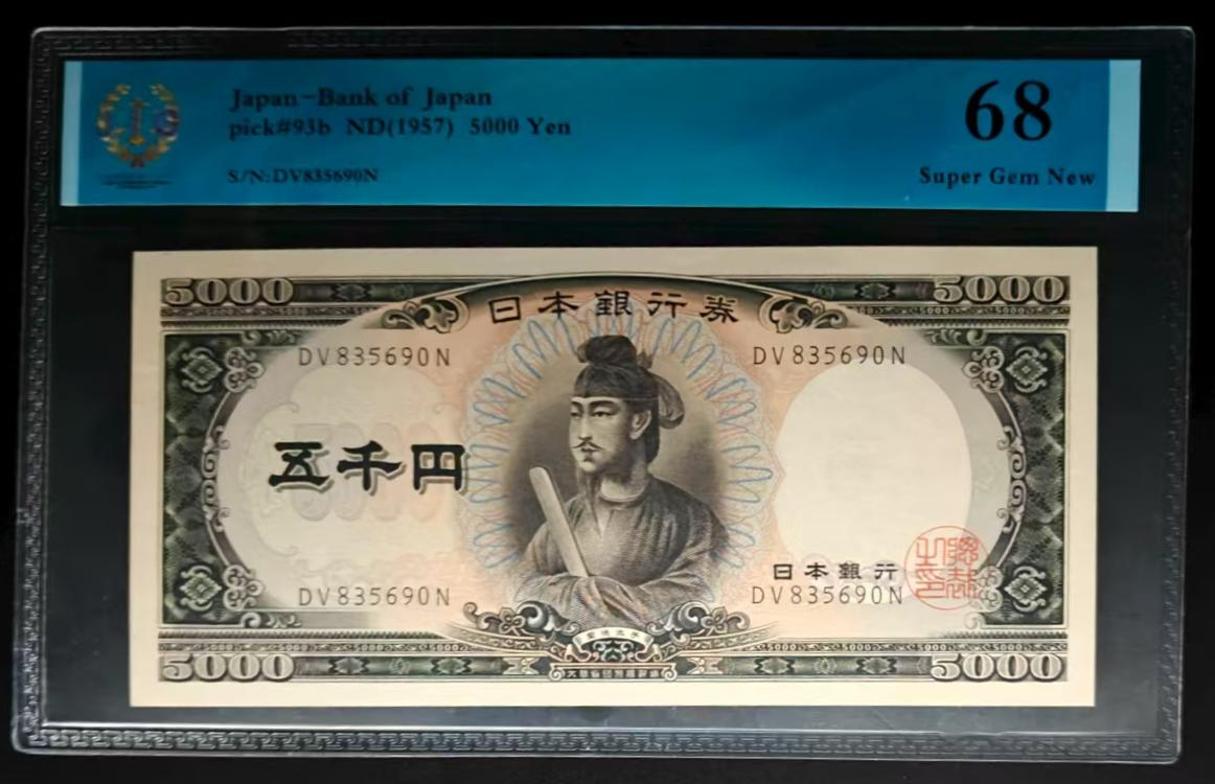 Japan-Bank of Japan
pick#93b ND(1957) 5000 Yen
S/N:DV835690N
68
Super Gem New
5000 5000
日本銀行券
DV835690N DV835690N
五千円
日本銀行
DV835690N DV835690N
5000 5000